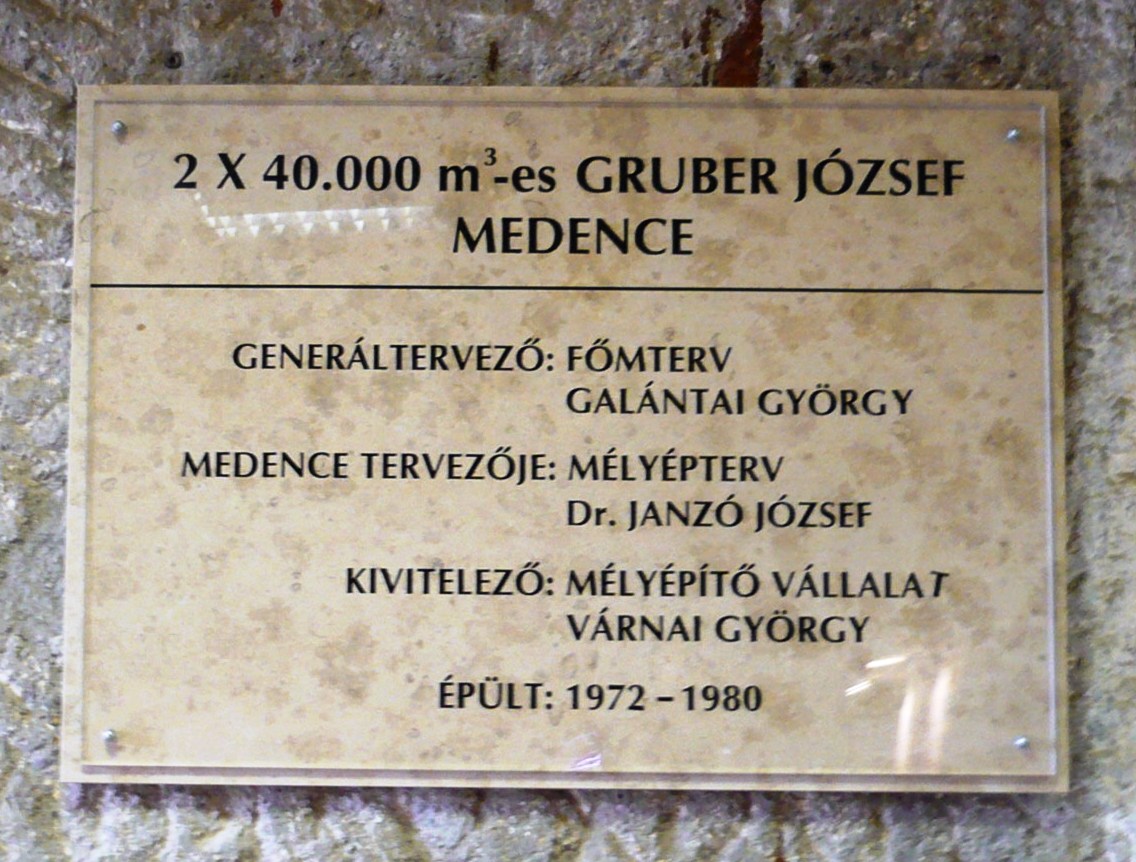 2 X 40.000 m³-es GRUBER JÓZSEF
MEDENCE
GENERÁLTERVEZŐ: FŐMTERV
GALÁNTAI GYÖRGY
MEDENCE TERVEZŐJE: MÉLYÉPTERV
Dr. JANZÓ JÓZSEF
KIVITELEZŐ: MÉLYÉPÍTŐ VÁLLALAT
VÁRNAI GYÖRGY
ÉPÜLT: 1972 – 1980